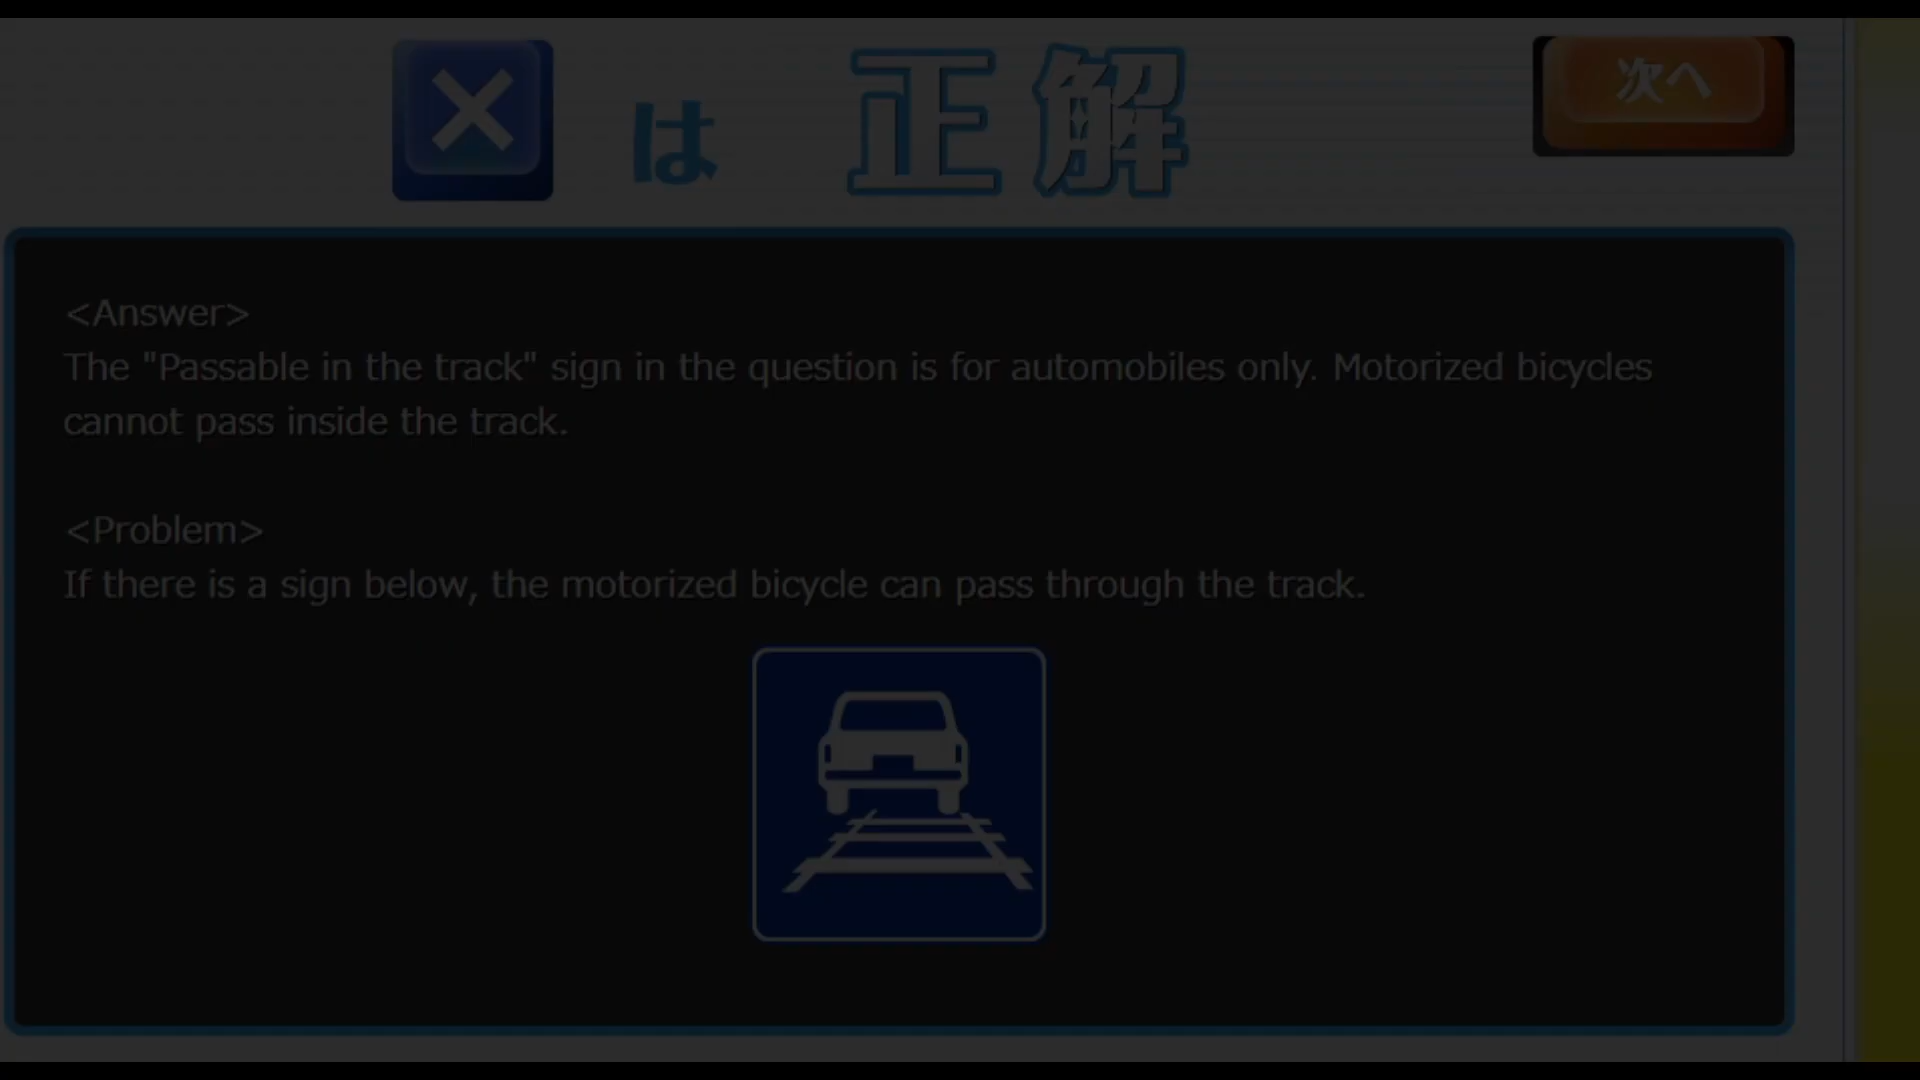 × は 正解
次へ
<Answer>
The "Passable in the track" sign in the question is for automobiles only. Motorized bicycles
cannot pass inside the track.
<Problem>
If there is a sign below, the motorized bicycle can pass through the track.